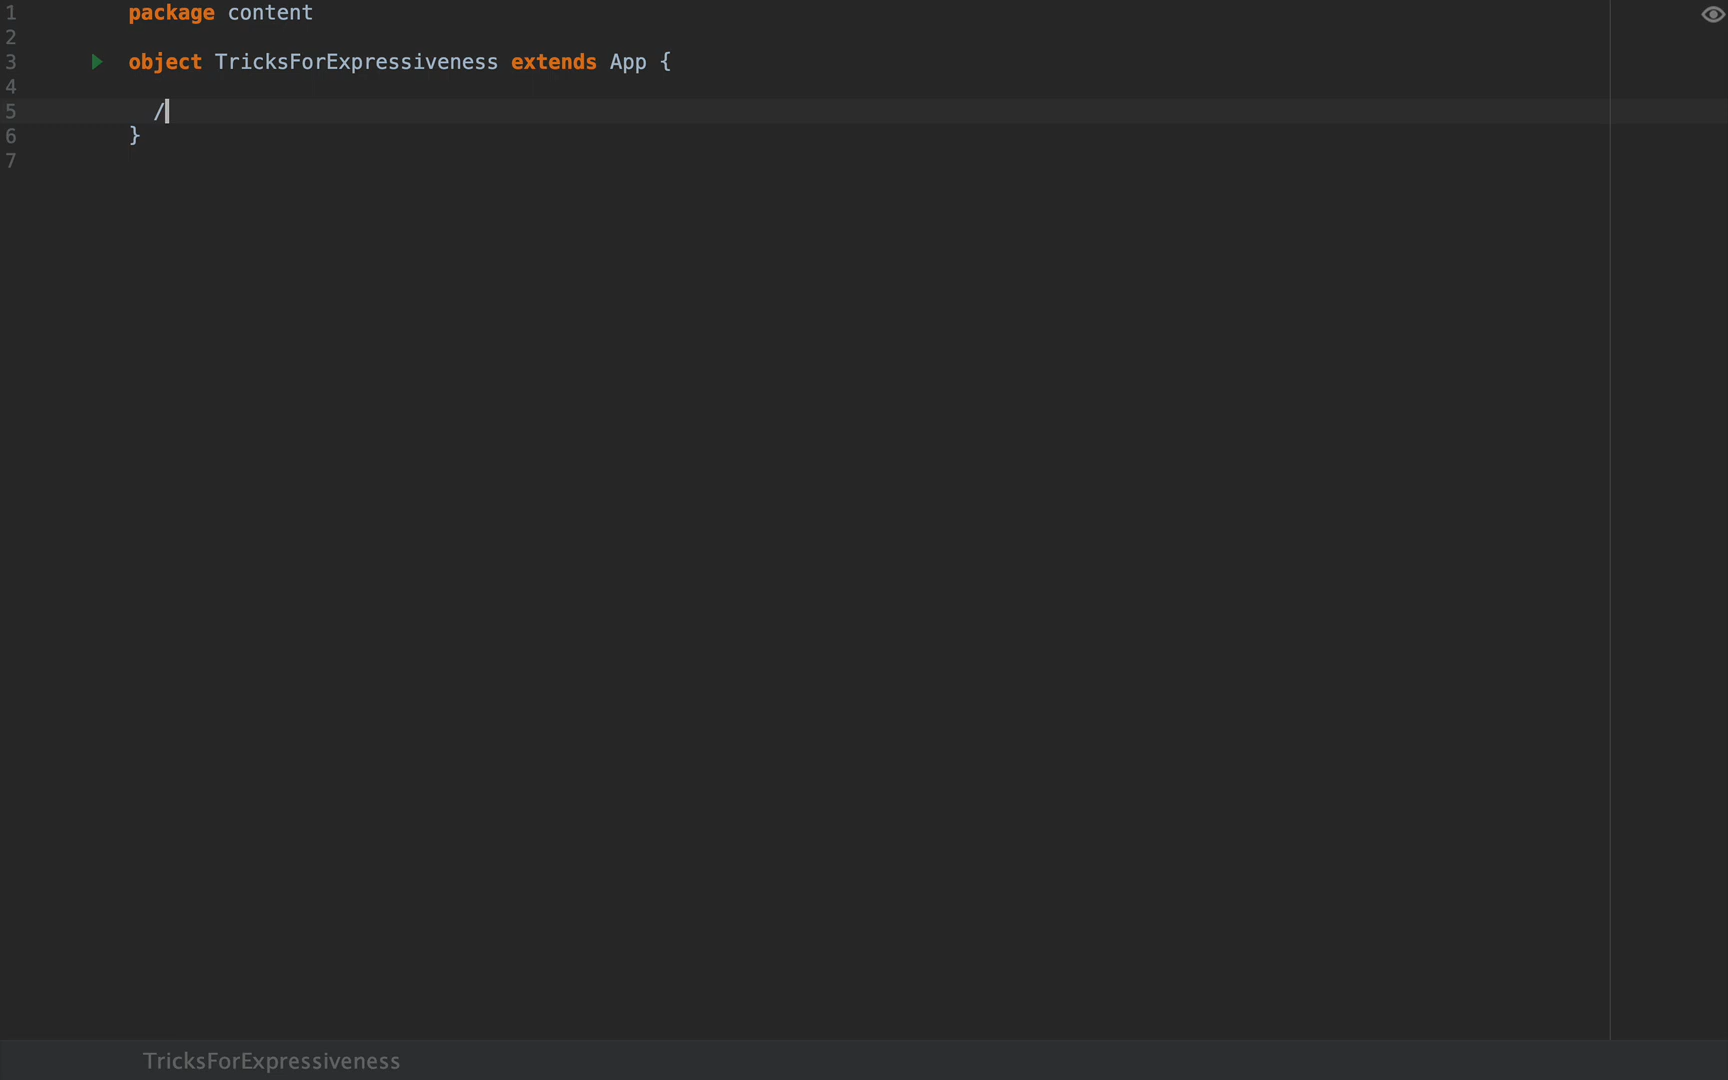 1 package content
2
3 object TricksForExpressiveness extends App {
4
5 /
6 }
7
TricksForExpressiveness